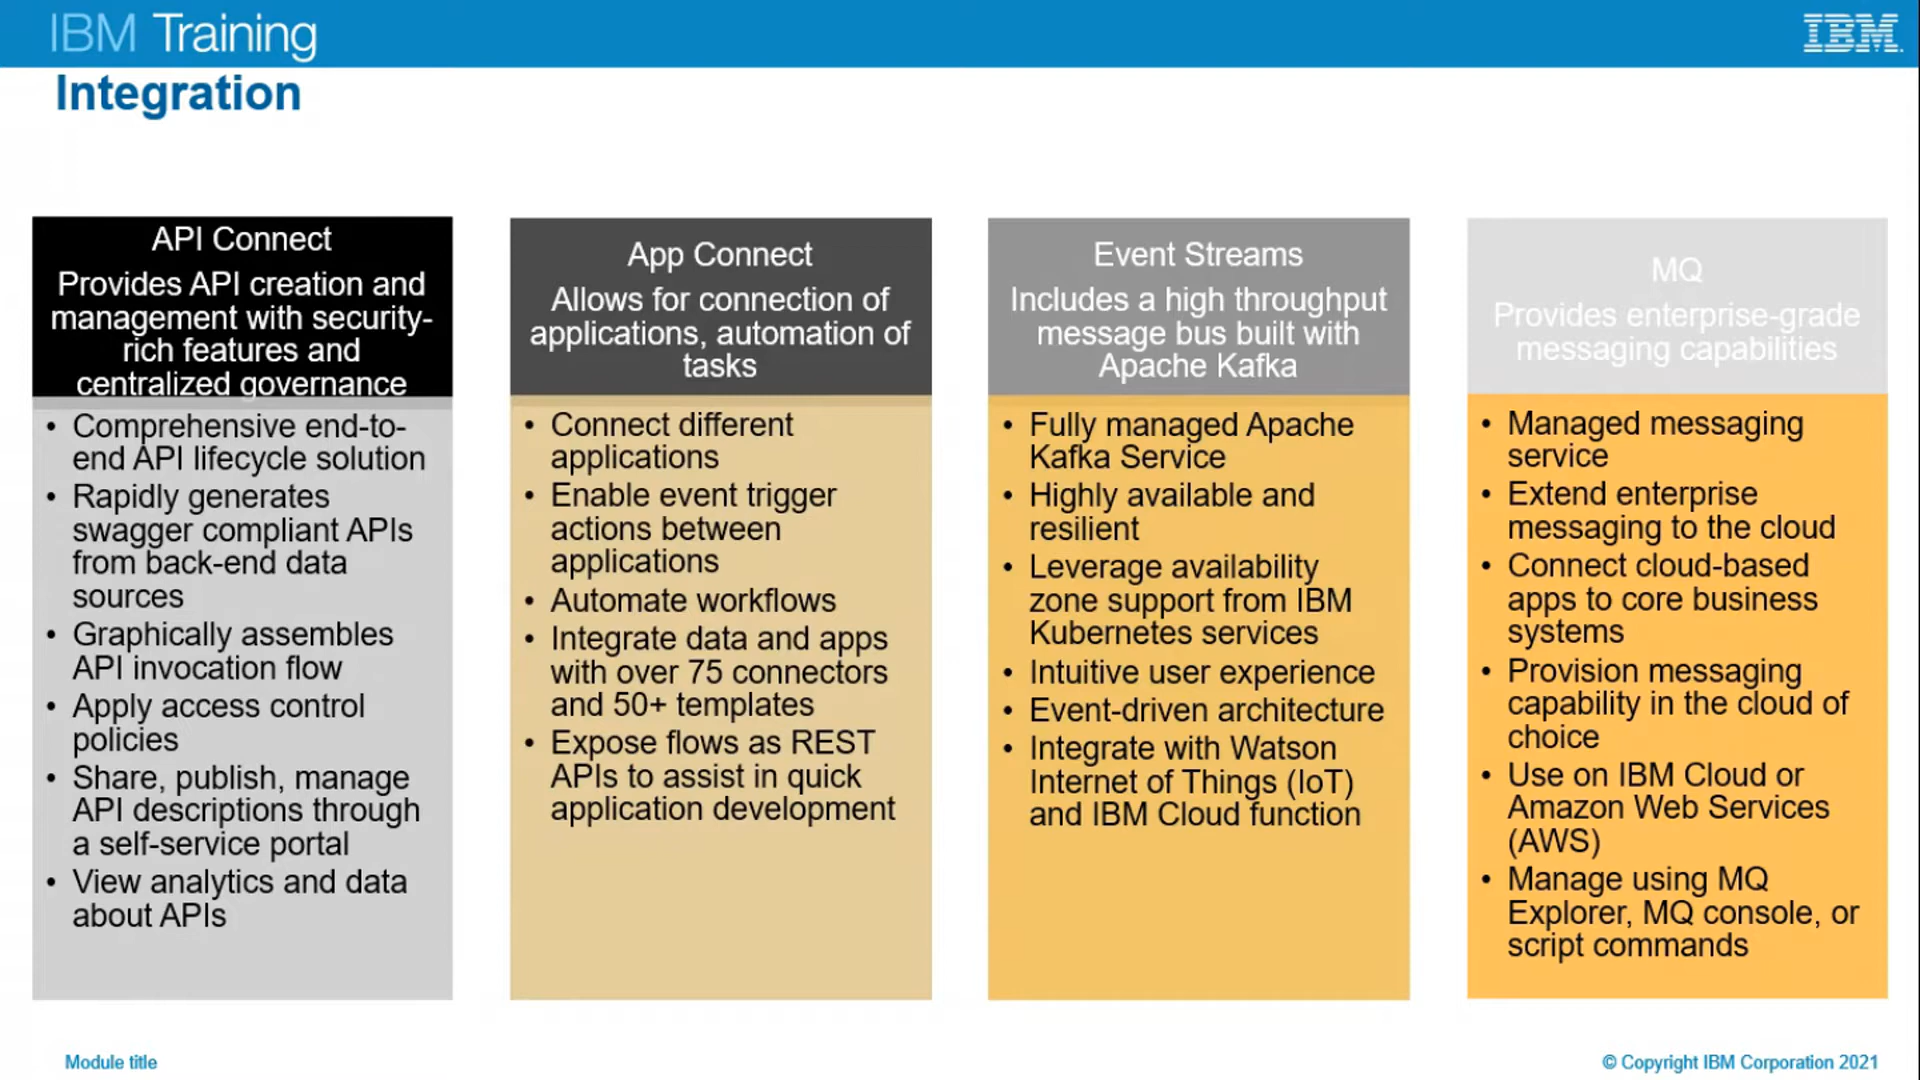 IBM Training
IBM
Integration
API Connect
Provides API creation and
management with security-
rich features and
centralized governance
• Comprehensive end-to-
end API lifecycle solution
• Rapidly generates
swagger compliant APIs
from back-end data
sources
• Graphically assembles
API invocation flow
• Apply access control
policies
• Share, publish, manage
API descriptions through
a self-service portal
• View analytics and data
about APIs
App Connect
Allows for connection of
applications, automation of
tasks
• Connect different
applications
• Enable event trigger
actions between
applications
• Automate workflows
• Integrate data and apps
with over 75 connectors
and 50+ templates
• Expose flows as REST
APIs to assist in quick
application development
Event Streams
Includes a high throughput
message bus built with
Apache Kafka
• Fully managed Apache
Kafka Service
• Highly available and
resilient
• Leverage availability
zone support from IBM
Kubernetes services
• Intuitive user experience
• Event-driven architecture
• Integrate with Watson
Internet of Things (IoT)
and IBM Cloud function
MQ
Provides enterprise-grade
messaging capabilities
• Managed messaging
service
• Extend enterprise
messaging to the cloud
• Connect cloud-based
apps to core business
systems
• Provision messaging
capability in the cloud of
choice
• Use on IBM Cloud or
Amazon Web Services
(AWS)
• Manage using MQ
Explorer, MQ console, or
script commands
Module title
© Copyright IBM Corporation 2021